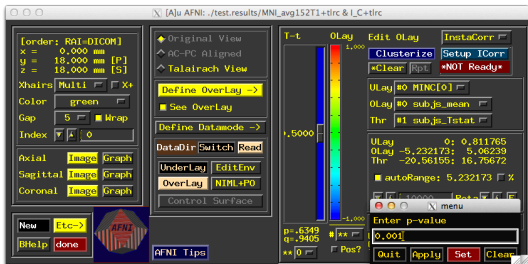 [A]u AFNI: ./test.results/MNI_avg152T1+tlrc & I_C+tlrc
[order: RAI=DICOM]
x = 0.000
y = 18.000 mm [P]
z = 18.000 mm [S]
Xhairs Multi X+
Color green
Gap 5 Wrap
Index 0
Axial Image Graph
Sagittal Image Graph
Coronal Image Graph
New Etc->
BHelp done
AFNI
Original View
AC-PC Aligned
Talairach View
Define OverLay ->
See OverLay
Define Datamode ->
DataDir Switch Read
UnderLay EditEnv
OverLay NIML+PO
Control Surface
AFNI Tips
T-t OLay
1.000
.5000
-1.000
p=.6349
q=.9405
** 0
# **
Pos?
Edit OLay InstaCorr
Clusterize Setup ICorr
*Clear Rpt *NOT Ready*
ULay #0 MINC[0]
OLay #0 subjs_mean
Thr #1 subjs_Tstat
ULay 0: 0.811765
OLay -5.232173: 5.06239
Thr -20.56155: 16.75672
autoRange: 5.232173 %
menu
Enter p-value
0.001
Quit Apply Set Clear